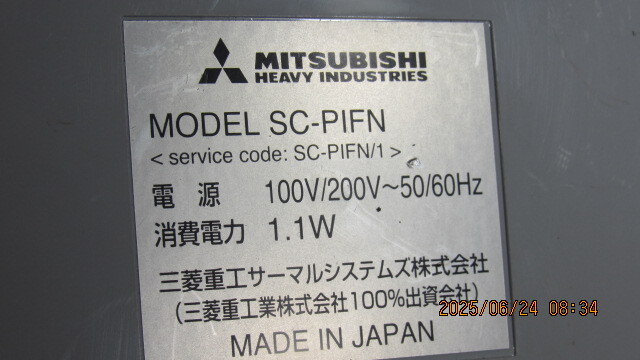 MITSUBISHI
HEAVY INDUSTRIES
MODEL SC-PIFN
< service code: SC-PIFN/1 >
電 源 100V/200V～50/60Hz
消費電力 1.1W
三菱重工サーマルシステムズ株式会社
(三菱重工業株式会社100%出資会社)
2025/06/24 08:34
MADE IN JAPAN